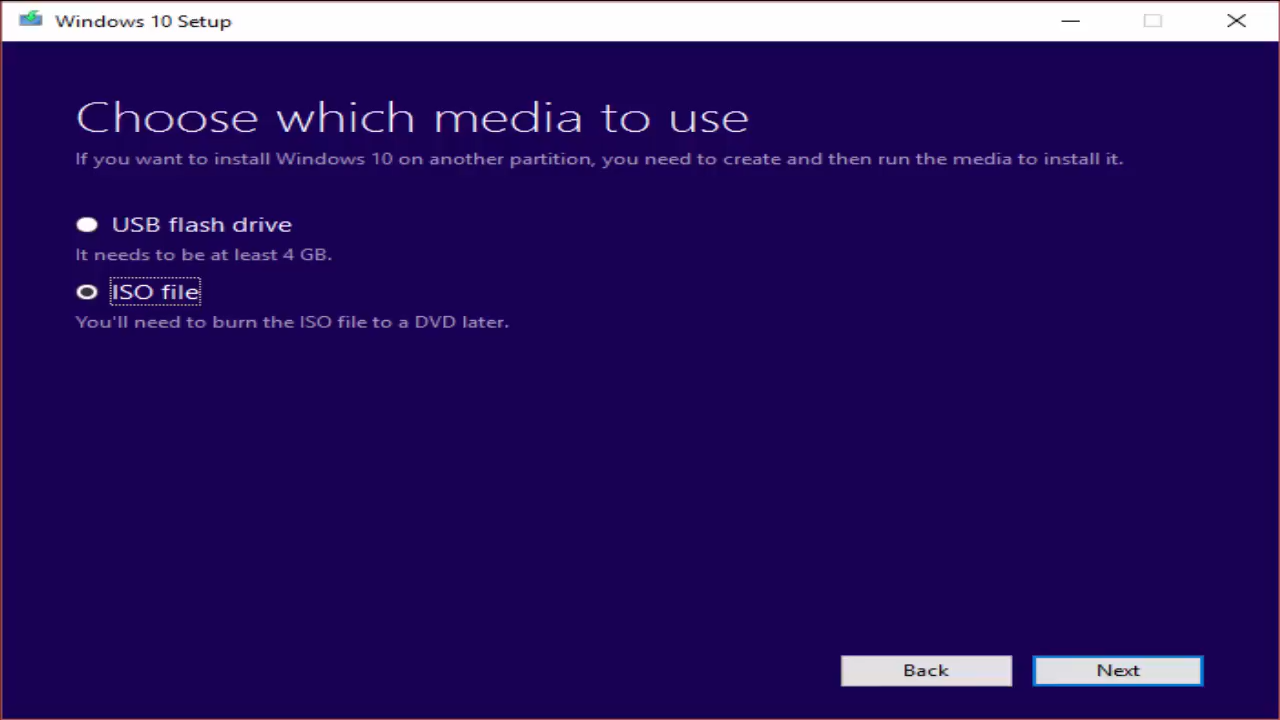 Windows 10 Setup
Choose which media to use
If you want to install Windows 10 on another partition, you need to create and then run the media to install it.
USB flash drive
It needs to be at least 4 GB.
ISO file
You'll need to burn the ISO file to a DVD later.
Back
Next